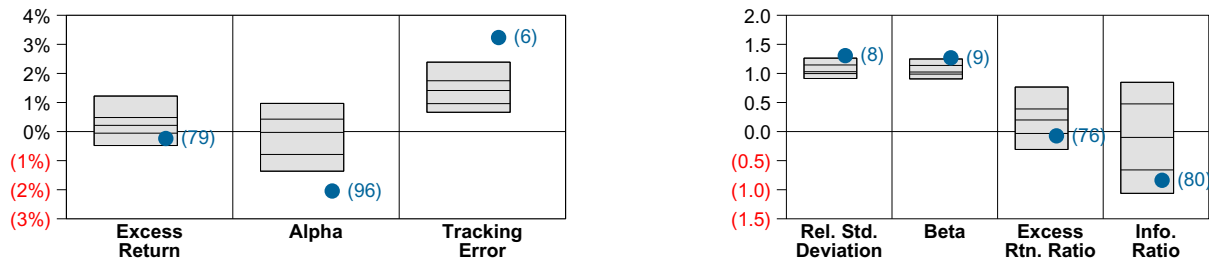 4%
3%
2%
1%
0%
(1%)
(2%)
(3%)
(79)
(96)
(6)
Excess
Return
Alpha
Tracking
Error
2.0
1.5
1.0
0.5
0.0
(0.5)
(1.0)
(1.5)
(8)
(9)
(76)
(80)
Rel. Std.
Deviation
Beta
Excess
Rtn. Ratio
Info.
Ratio